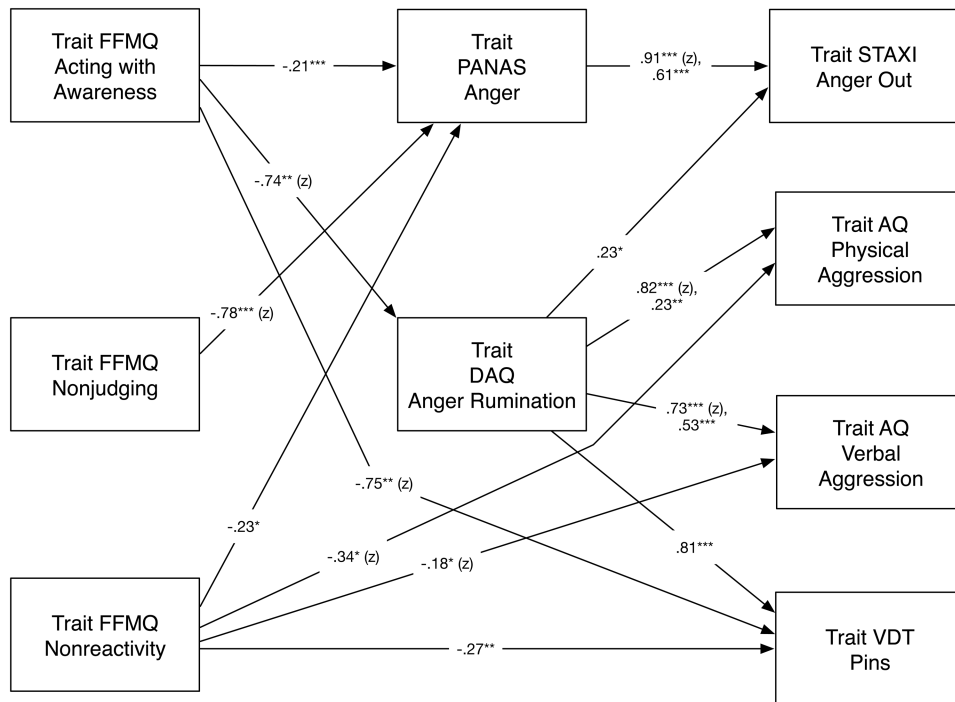 Trait FFMQ
Acting with
Awareness
-.21***
Trait
PANAS
Anger
.91*** (z),
.61***
Trait STAXI
Anger Out
-.74** (z)
.23*
Trait AQ
Physical
Aggression
.82*** (z),
.23**
-.78*** (z)
Trait FFMQ
Nonjudging
Trait
DAQ
Anger Rumination
.73*** (z),
.53***
Trait AQ
Verbal
Aggression
-.75** (z)
-.23*
-.34* (z)
-.18* (z)
.81***
Trait FFMQ
Nonreactivity
-.27**
Trait VDT
Pins